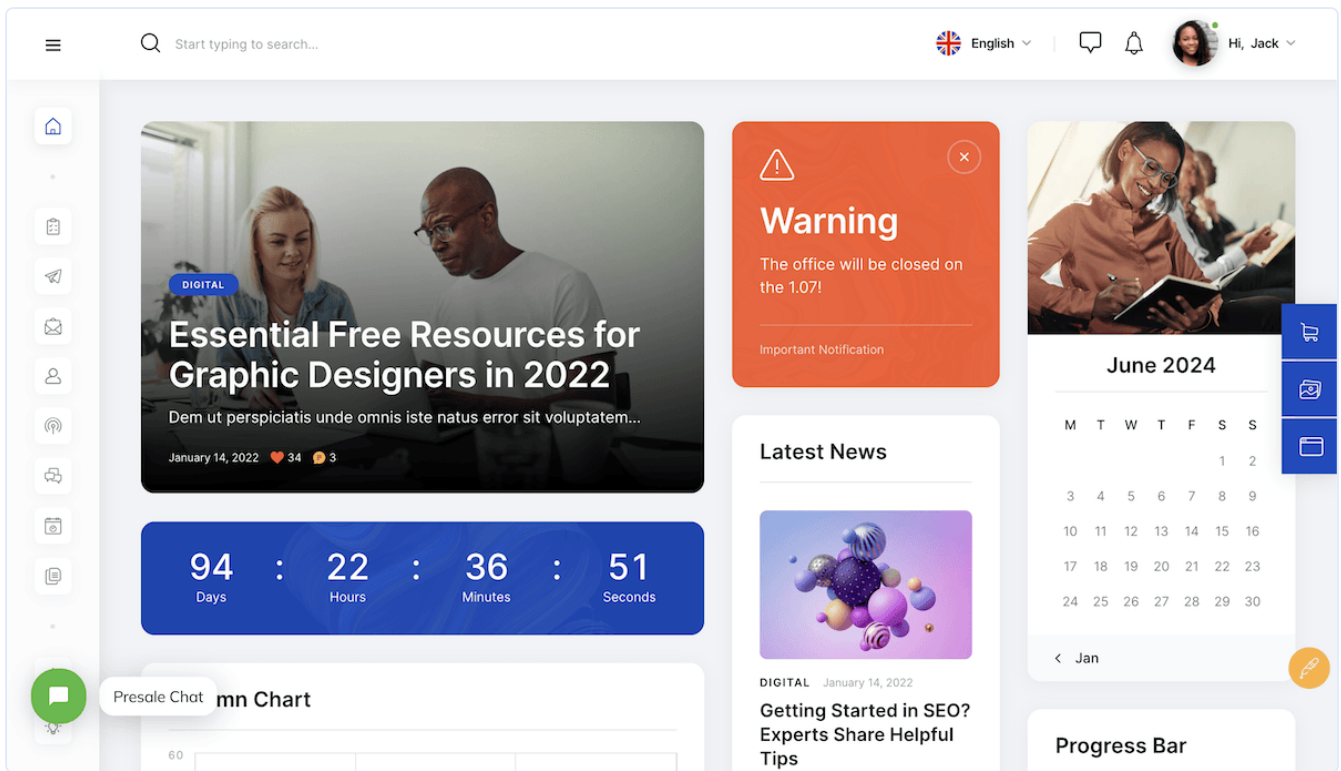 Start typing to search...
English
Hi, Jack
DIGITAL
Essential Free Resources for
Graphic Designers in 2022
Dem ut perspiciatis unde omnis iste natus error sit voluptatem...
January 14, 2022 34 3
94 : 22 : 36 : 51
Days Hours Minutes Seconds
Presale Chat
mn Chart
60
Warning
The office will be closed on
the 1.07!
Important Notification
Latest News
DIGITAL January 14, 2022
Getting Started in SEO?
Experts Share Helpful
Tips
June 2024
M T W T F S S
1 2
3 4 5 6 7 8 9
10 11 12 13 14 15 16
17 18 19 20 21 22 23
24 25 26 27 28 29 30
< Jan
Progress Bar